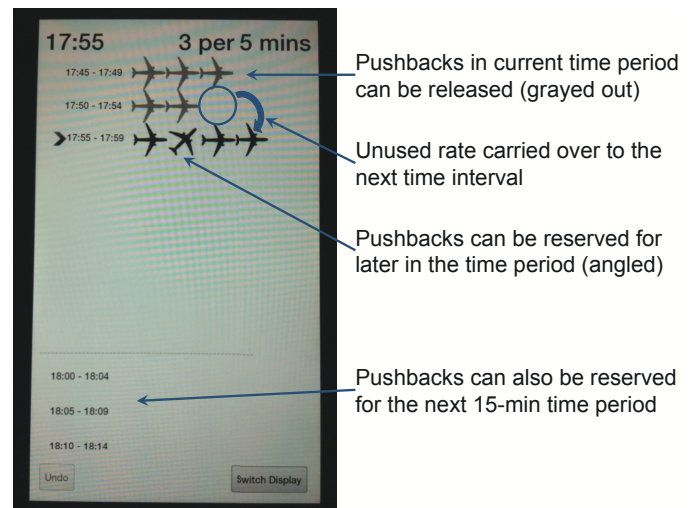 17:55 3 per 5 mins
17:45 - 17:49
17:50 - 17:54
17:55 - 17:59
Pushbacks in current time period
can be released (grayed out)
Unused rate carried over to the
next time interval
Pushbacks can be reserved for
later in the time period (angled)
18:00 - 18:04
18:05 - 18:09
18:10 - 18:14
Pushbacks can also be reserved
for the next 15-min time period
Undo
Switch Display